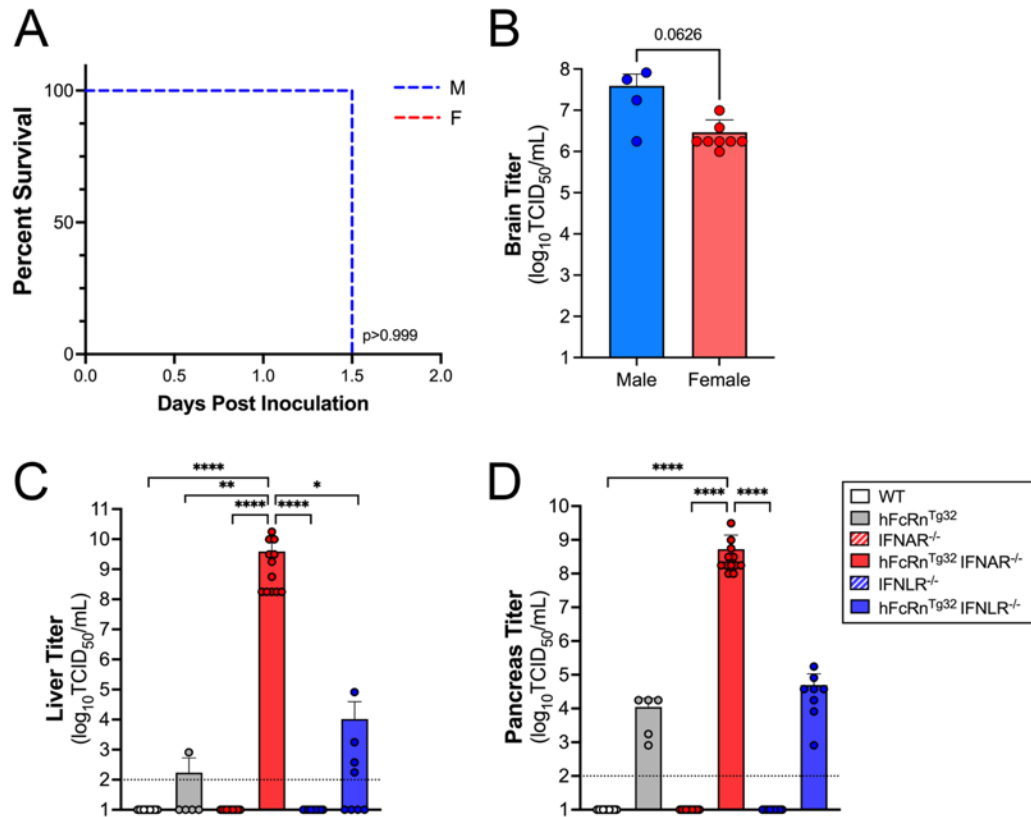 A
Percent Survival
100
50
0
0.0 0.5 1.0 1.5 2.0
Days Post Inoculation
M
F
p>0.999
B
0.0626
Brain Titer
(log10TCID50/mL)
8
7
6
5
4
3
2
1
Male Female
C
**** 
** *
**** ****
Liver Titer
(log10TCID50/mL)
11
10
9
8
7
6
5
4
3
2
1
D
****
**** ****
Pancreas Titer
(log10TCID50/mL)
10
9
8
7
6
5
4
3
2
1
WT
hFcRnTg32
IFNAR-/-
hFcRnTg32 IFNAR-/-
IFNLR-/-
hFcRnTg32 IFNLR-/-